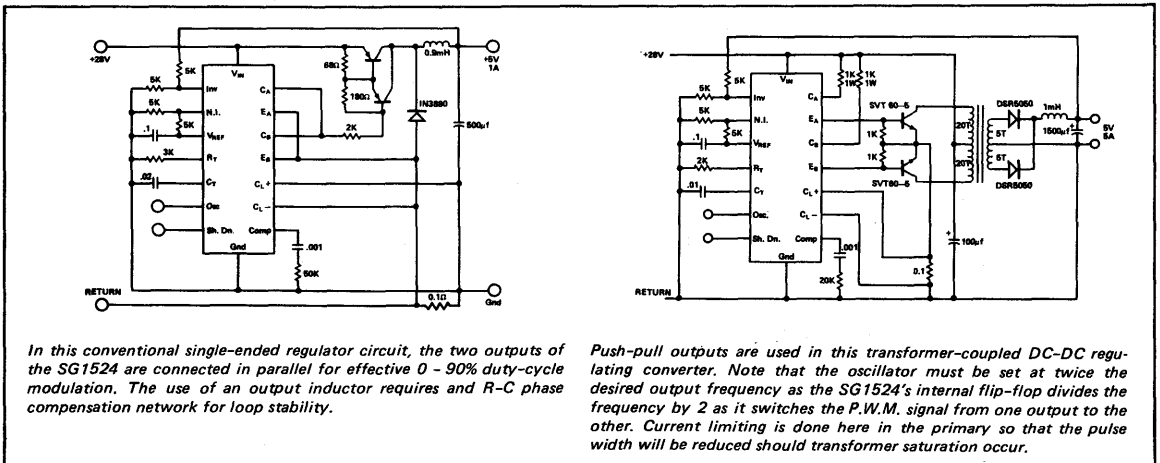 +28V
5K
5K
5K
5K
.1
3K
.02
VIN
Inv
N.I.
VREF
RT
CT
Osc
Sh. Dn.
Gnd
CA
EA
CB
EB
CL +
CL –
Comp
68Ω
180Ω
2K
0.9mH
+5V
1A
IN3880
500µf
.001
50K
RETURN
0.1Ω
Gnd
In this conventional single–ended regulator circuit, the two outputs of
the SG1524 are connected in parallel for effective 0 – 90% duty–cycle
modulation. The use of an output inductor requires and R–C phase
compensation network for loop stability.
+28V
5K
5K
5K
5K
.1
2K
.01
VIN
Inv
N.I.
VREF
RT
CT
Osc.
Sh. Dn.
Gnd
CA
EA
CB
EB
CL +
CL –
Comp
1K
1W
1K
1W
SVT 60–5
1K
1K
SVT60–5
20T
20T
5T
5T
DSR5050
DSR5050
1mH
1500µf
5V
5A
+
+
100µf
0.1
.001
20K
RETURN
Push–pull outputs are used in this transformer–coupled DC–DC regu-
lating converter. Note that the oscillator must be set at twice the
desired output frequency as the SG1524's internal flip–flop divides the
frequency by 2 as it switches the P.W.M. signal from one output to the
other. Current limiting is done here in the primary so that the pulse
width will be reduced should transformer saturation occur.